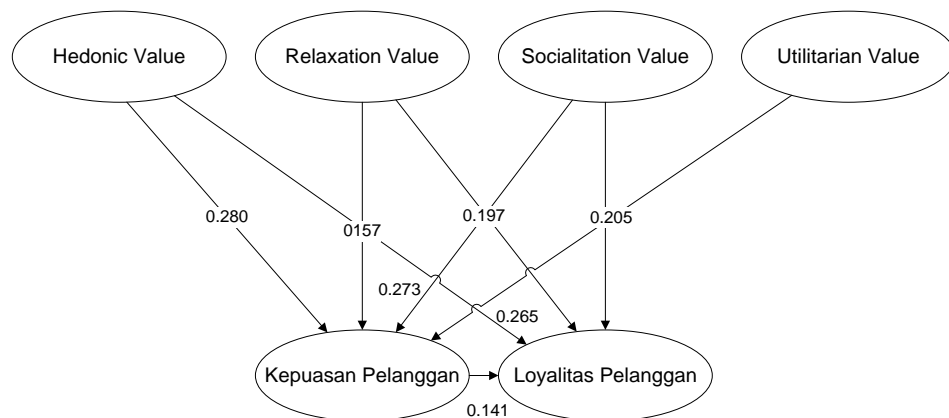 Hedonic Value
Relaxation Value
Socialitation Value
Utilitarian Value
0.280
0157
0.197
0.205
0.273
0.265
Kepuasan Pelanggan
Loyalitas Pelanggan
0.141